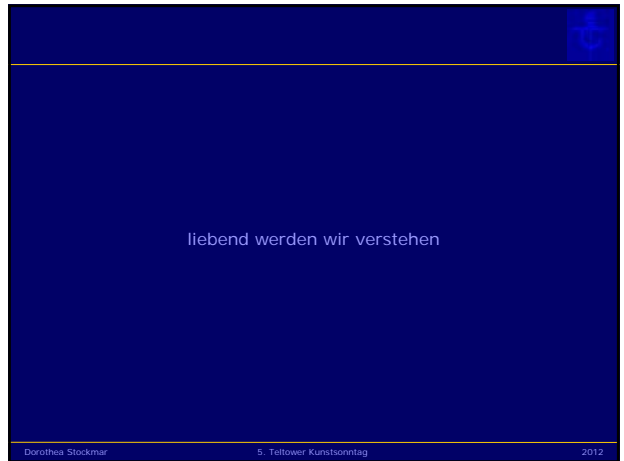 liebend werden wir verstehen
Dorothea Stockmar 5. Teltower Kunstsonntag 2012